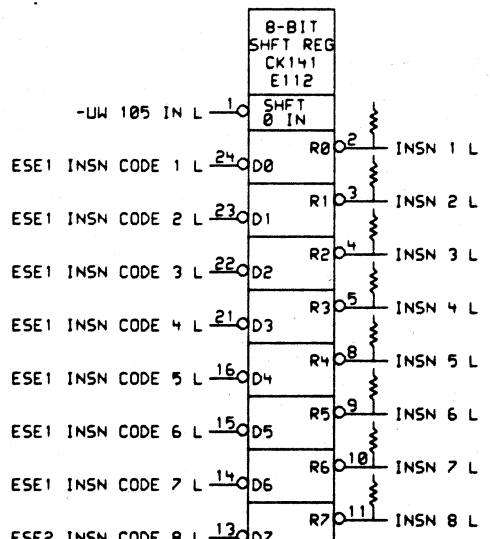 8-BIT
SHFT REG
CK141
E112
SHFT
0 IN
-UW 105 IN L 1
R0 2 INSN 1 L
ESE1 INSN CODE 1 L 24 D0
R1 3 INSN 2 L
ESE1 INSN CODE 2 L 23 D1
R2 4 INSN 3 L
ESE1 INSN CODE 3 L 22 D2
R3 5 INSN 4 L
ESE1 INSN CODE 4 L 21 D3
R4 8 INSN 5 L
ESE1 INSN CODE 5 L 16 D4
R5 9 INSN 6 L
ESE1 INSN CODE 6 L 15 D5
R6 10 INSN 7 L
ESE1 INSN CODE 7 L 14 D6
R7 11 INSN 8 L
ESE2 INSN CODE 8 L 13 D7